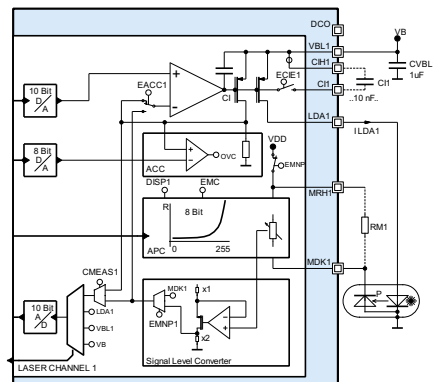 DCO
VB
VBL1
CIH1
CVBL
1uF
EACC1
ECIE1
CI
CI1
CI1
..10 nF..
10 Bit
D
A
LDA1
I LDA1
8 Bit
D
A
VDD
OVC
EMNP
ACC
DISP1
EMC
MRH1
R
8 Bit
RM1
0
255
APC
MDK1
CMEAS1
10 Bit
A
D
LDA1
VBL1
VB
MDK1
EMNP1
x1
x2
P
Signal Level Converter
LASER CHANNEL 1